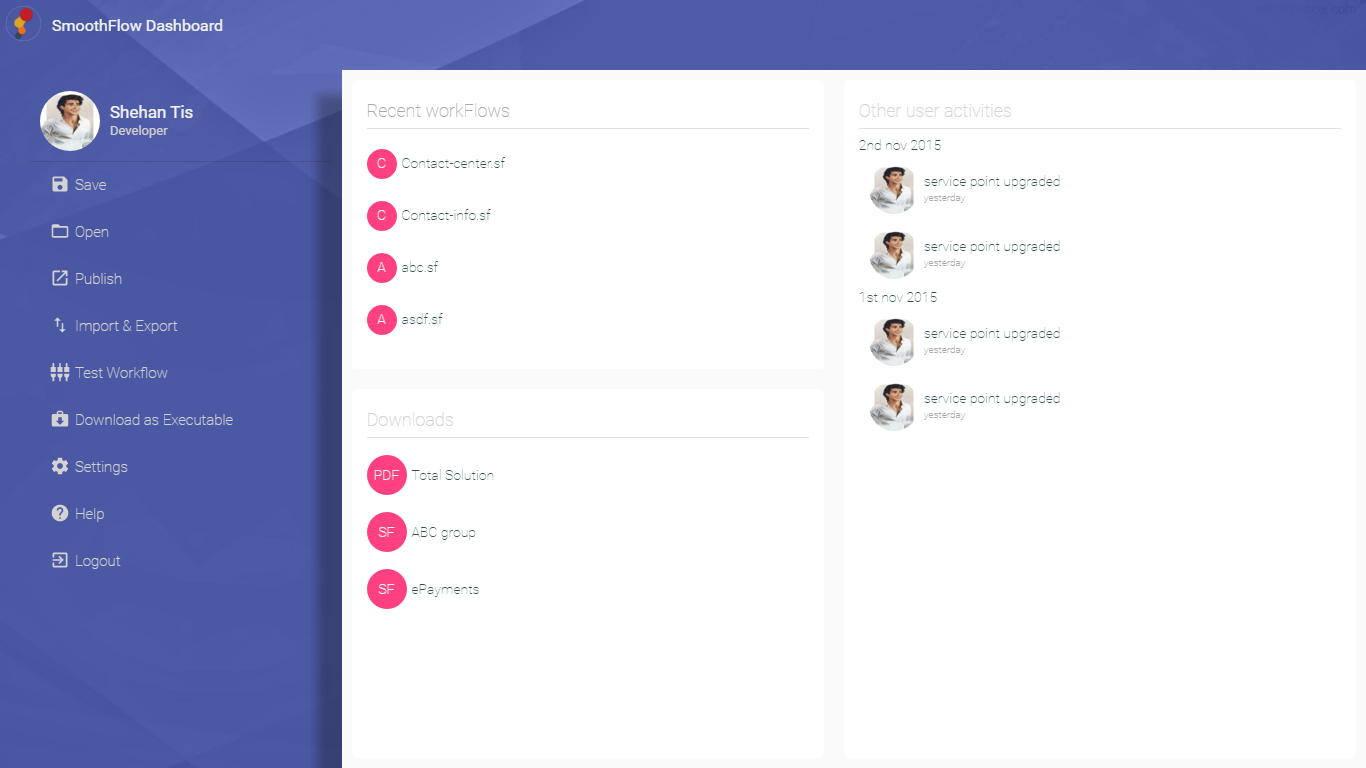 SmoothFlow Dashboard
Shehan Tis
Developer
Save
Open
Publish
Import & Export
Test Workflow
Download as Executable
Settings
Help
Logout
Recent workFlows
C Contact-center.sf
C Contact-info.sf
A abc.sf
A asdf.sf
Downloads
PDF Total Solution
SF ABC group
SF ePayments
Other user activities
2nd nov 2015
service point upgraded
yesterday
service point upgraded
yesterday
1st nov 2015
service point upgraded
yesterday
service point upgraded
yesterday